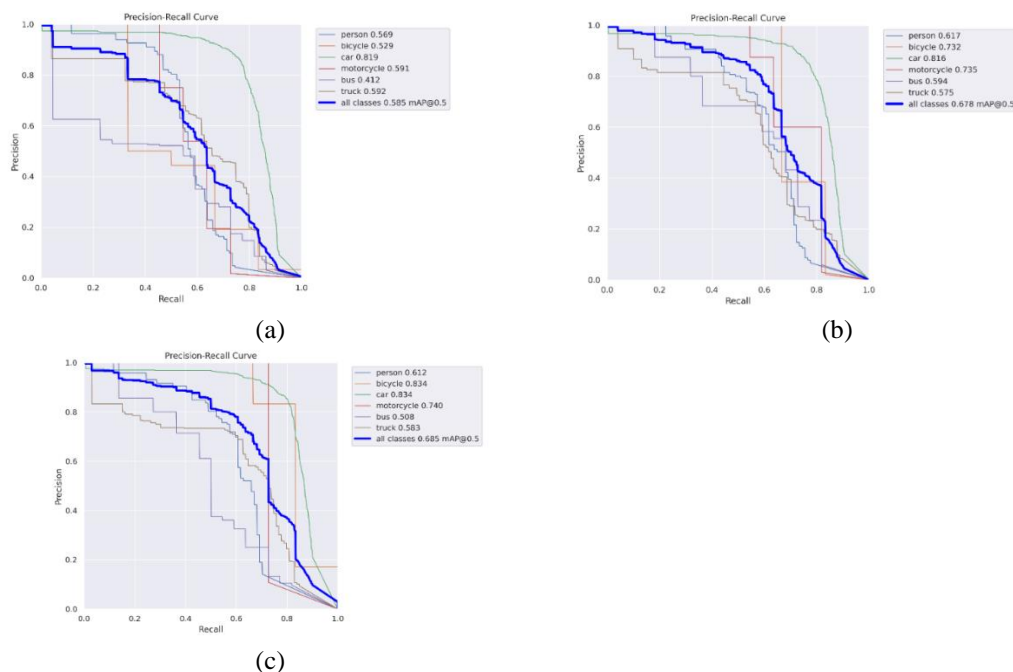 Precision-Recall Curve
person 0.569
bicycle 0.529
car 0.819
motorcycle 0.591
bus 0.412
truck 0.592
all classes 0.585 mAP@0.5
Precision
1.0
0.8
0.6
0.4
0.2
0.0
0.0 0.2 0.4 0.6 0.8 1.0
Recall
(a)
Precision-Recall Curve
person 0.617
bicycle 0.732
car 0.816
motorcycle 0.735
bus 0.594
truck 0.575
all classes 0.678 mAP@0.5
Precision
1.0
0.8
0.6
0.4
0.2
0.0
0.0 0.2 0.4 0.6 0.8 1.0
Recall
(b)
Precision-Recall Curve
person 0.612
bicycle 0.834
car 0.834
motorcycle 0.740
bus 0.508
truck 0.583
all classes 0.685 mAP@0.5
Precision
1.0
0.8
0.6
0.4
0.2
0.0
0.0 0.2 0.4 0.6 0.8 1.0
Recall
(c)